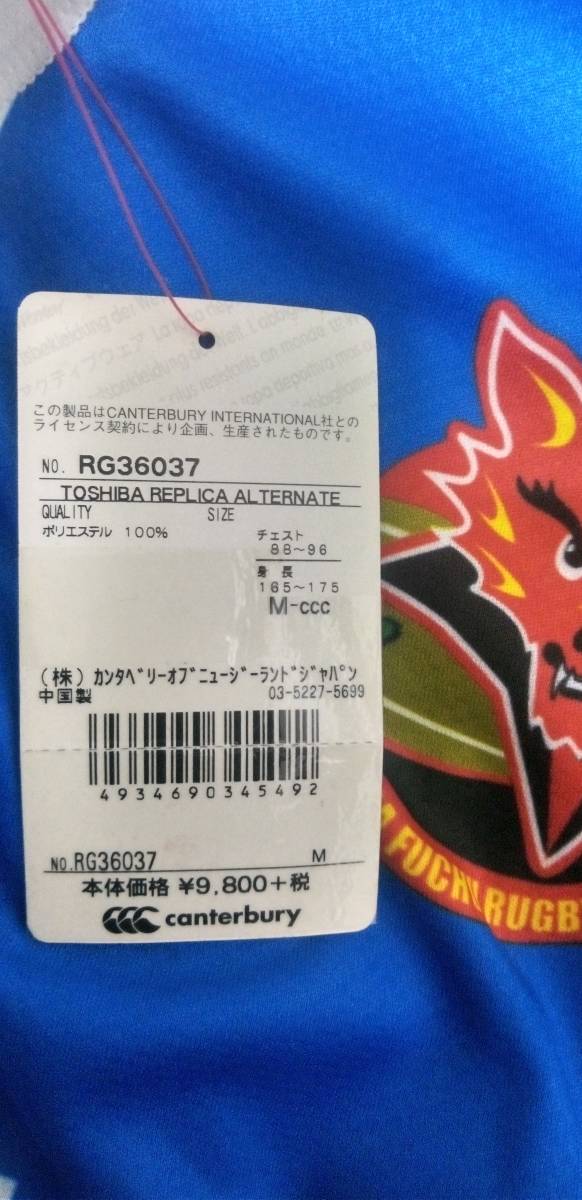 この製品はCANTERBURY INTERNATIONAL社との
ライセンス契約により企画、生産されたものです。
NO. RG36037
TOSHIBA REPLICA ALTERNATE
QUALITY SIZE
ポリエステル 100%
チェスト
88～96
身長
165～175
M-ccc
(株) ｶﾝﾀﾍﾞﾘｰｵﾌﾞﾆｭｰｼﾞｰﾗﾝﾄﾞｼﾞｬﾊﾟﾝ
中国製 03-5227-5699
4934690345492
NO.RG36037 M
本体価格 ¥9,800+税
canterbury
A FUCHU RUGB